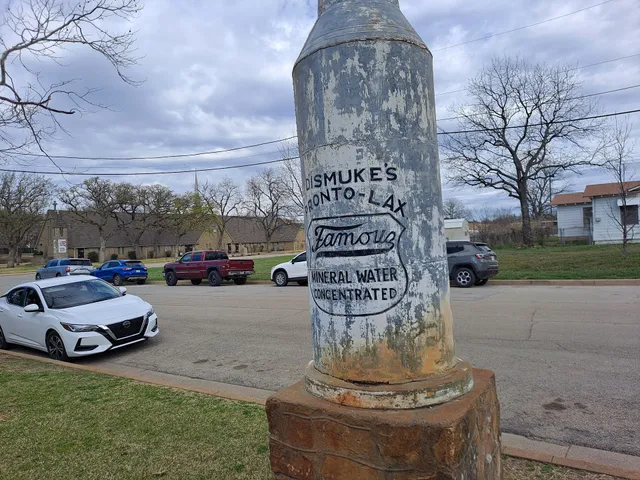 DISMUKE'S
PRONTO-LAX
Famous
MINERAL WATER
CONCENTRATED